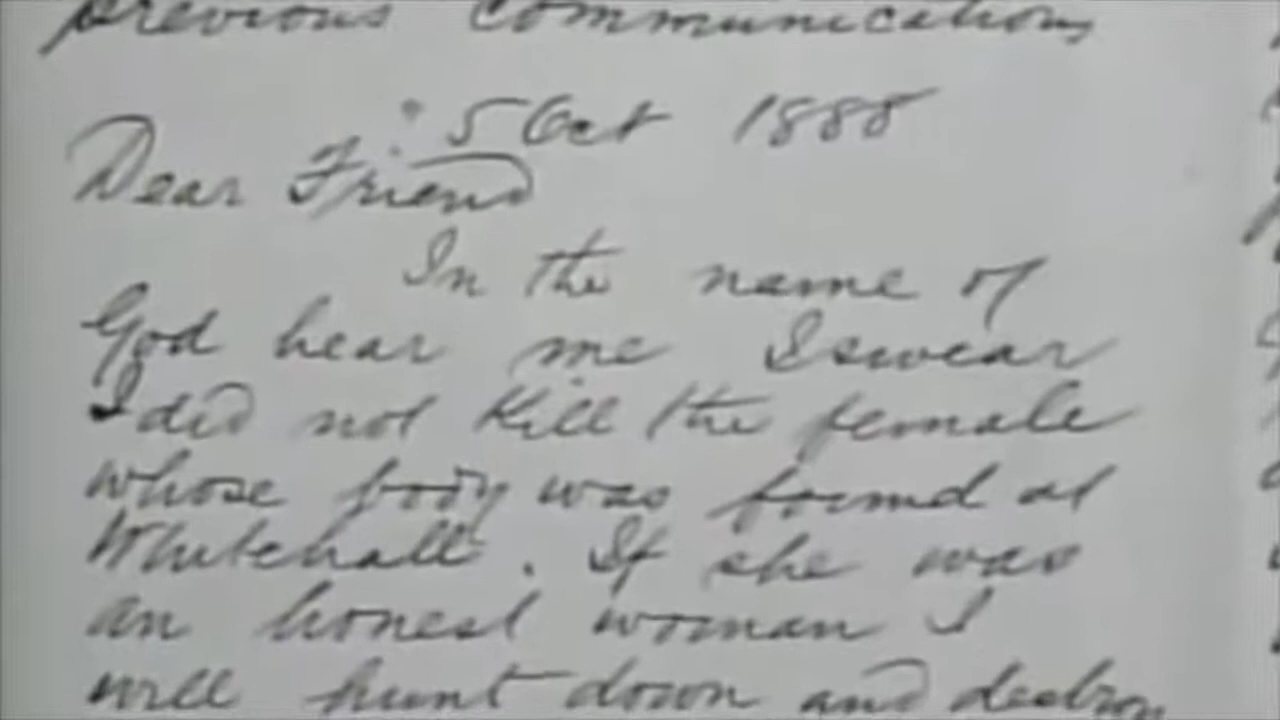 previous communications
5 Oct 1888
Dear Friend
In the name of
God hear me I swear
I did not kill the female
whose body was found at
Whitehall. If she was
an honest woman I
will hunt down and destroy